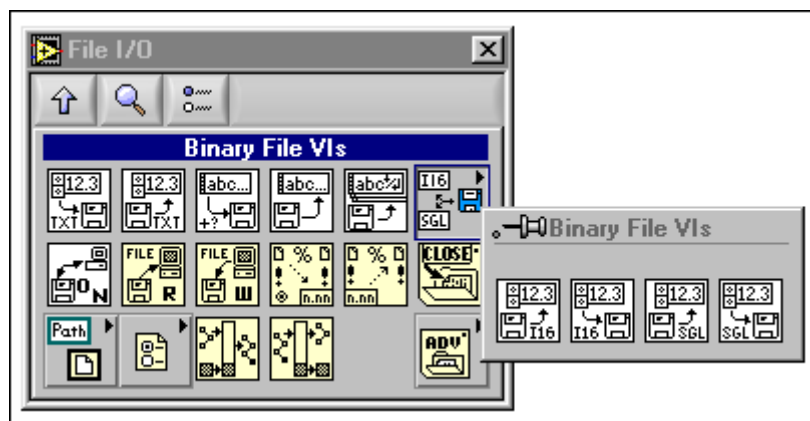 File I/O
Binary File VIs
12.3 TXT
12.3 TXT
abc... +?
abc...
abc
I16 SGL
Binary File VIs
O N
FILE R
FILE W
% n.nn
% n.nn
CLOSE
12.3 I16
12.3 I16
12.3 SGL
12.3 SGL
Path
ADV